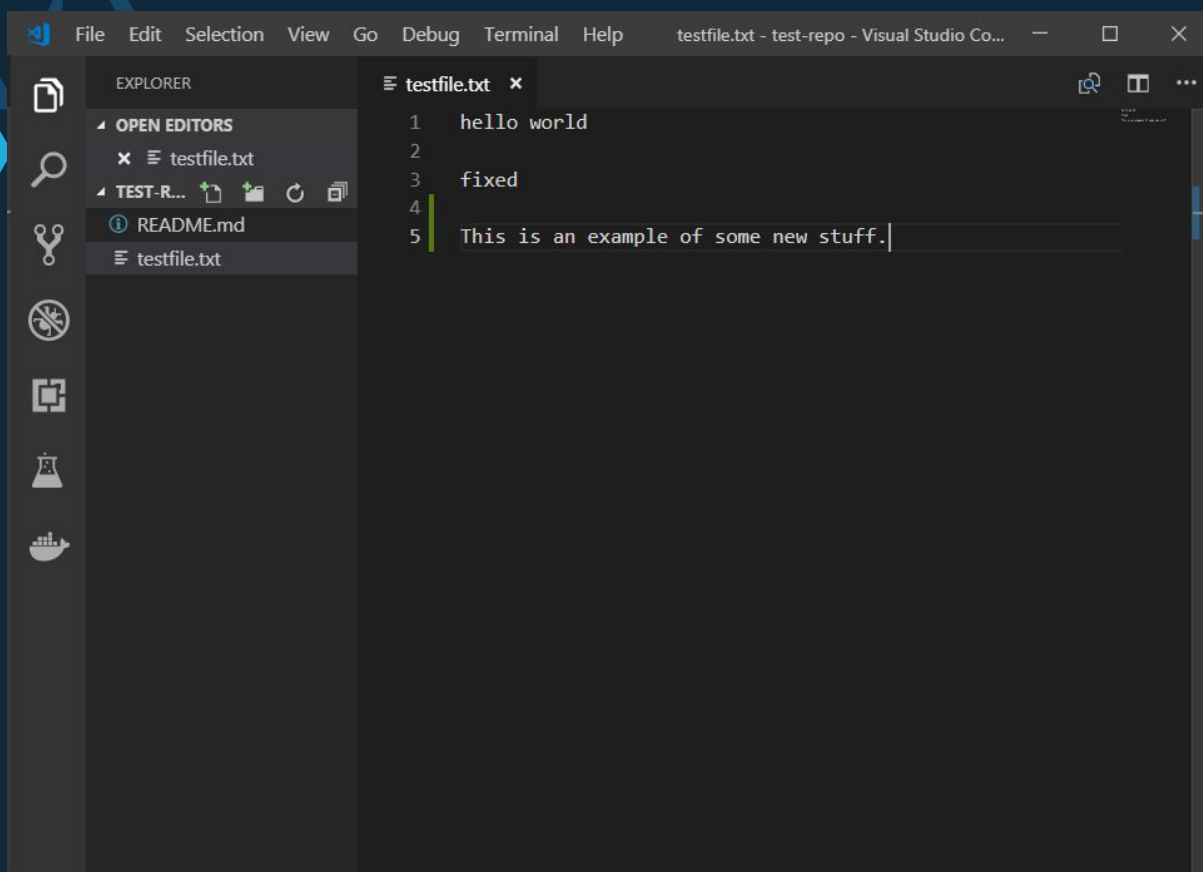 File Edit Selection View Go Debug Terminal Help testfile.txt - test-repo - Visual Studio Co...
EXPLORER
OPEN EDITORS
testfile.txt
TEST-R...
README.md
testfile.txt
testfile.txt
1 hello world
2
3 fixed
4
5 This is an example of some new stuff.